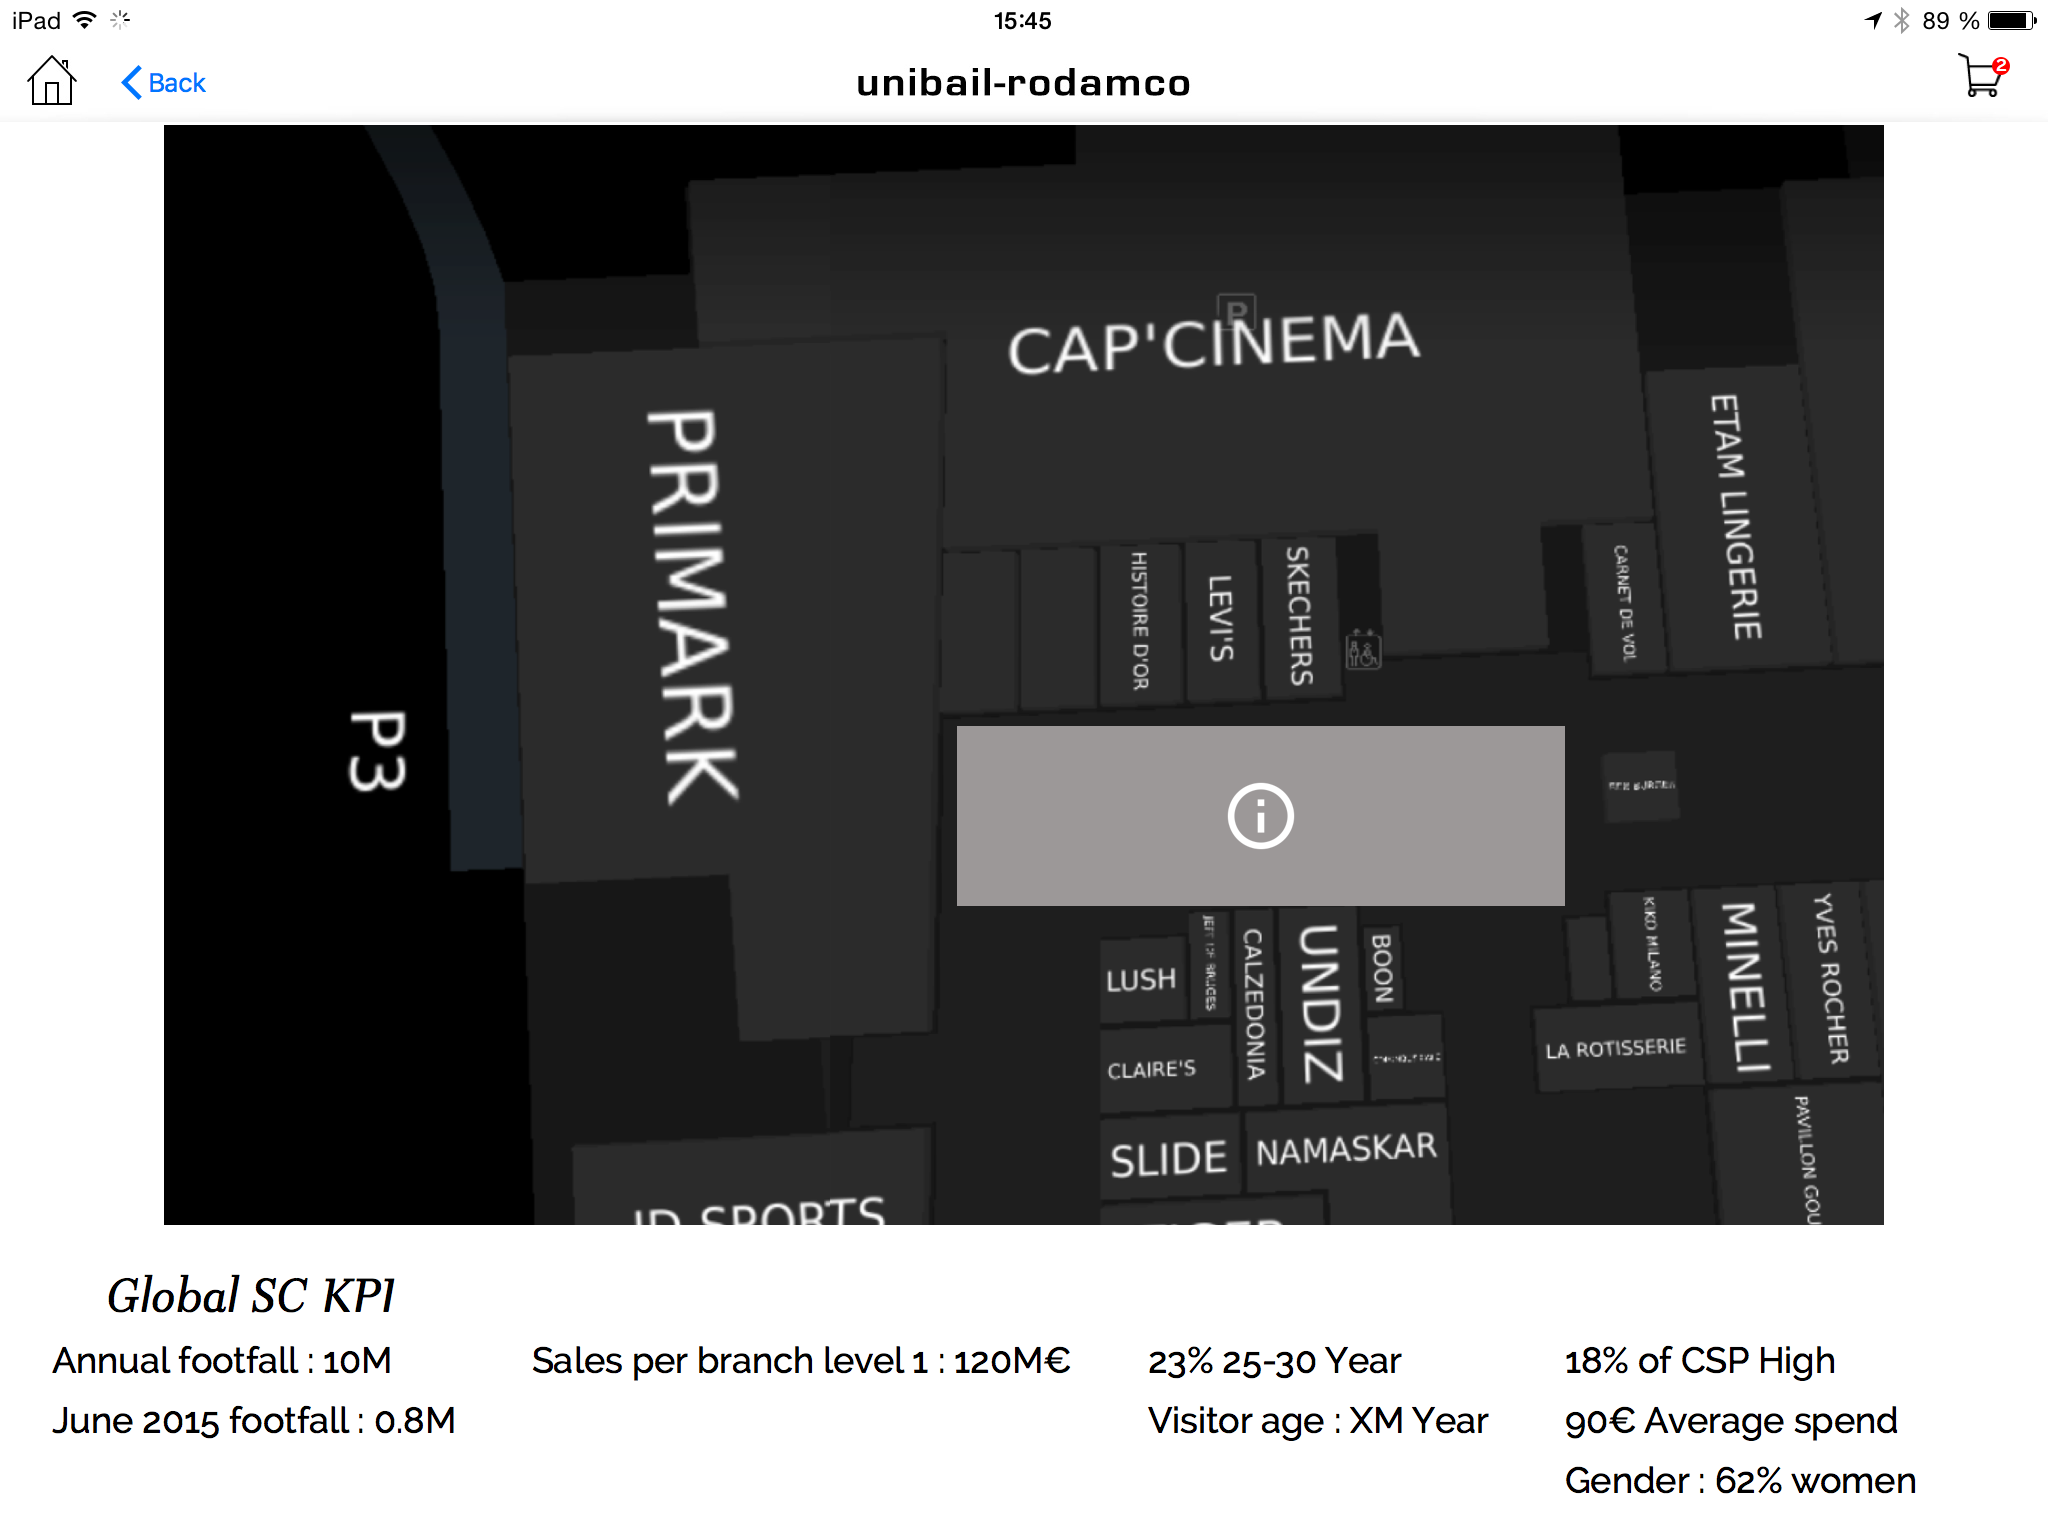 iPad 15:45 89 %
Back unibail-rodamco 2
P
CAP'CINEMA
PRIMARK
ETAM LINGERIE
HISTOIRE D'OR
LEVI'S
SKECHERS
CARNET DE VOL
P3
LUSH
JEFF DE BRUGES
CALZEDONIA
UNDIZ
BOON
KIKO MILANO
MINELLI
YVES ROCHER
CLAIRE'S
LA ROTISSERIE
SLIDE
NAMASKAR
PAVILLON GOU
JD SPORTS
Global SC KPI
Annual footfall : 10M
June 2015 footfall : 0.8M
Sales per branch level 1 : 120M€
23% 25-30 Year
Visitor age : XM Year
18% of CSP High
90€ Average spend
Gender : 62% women